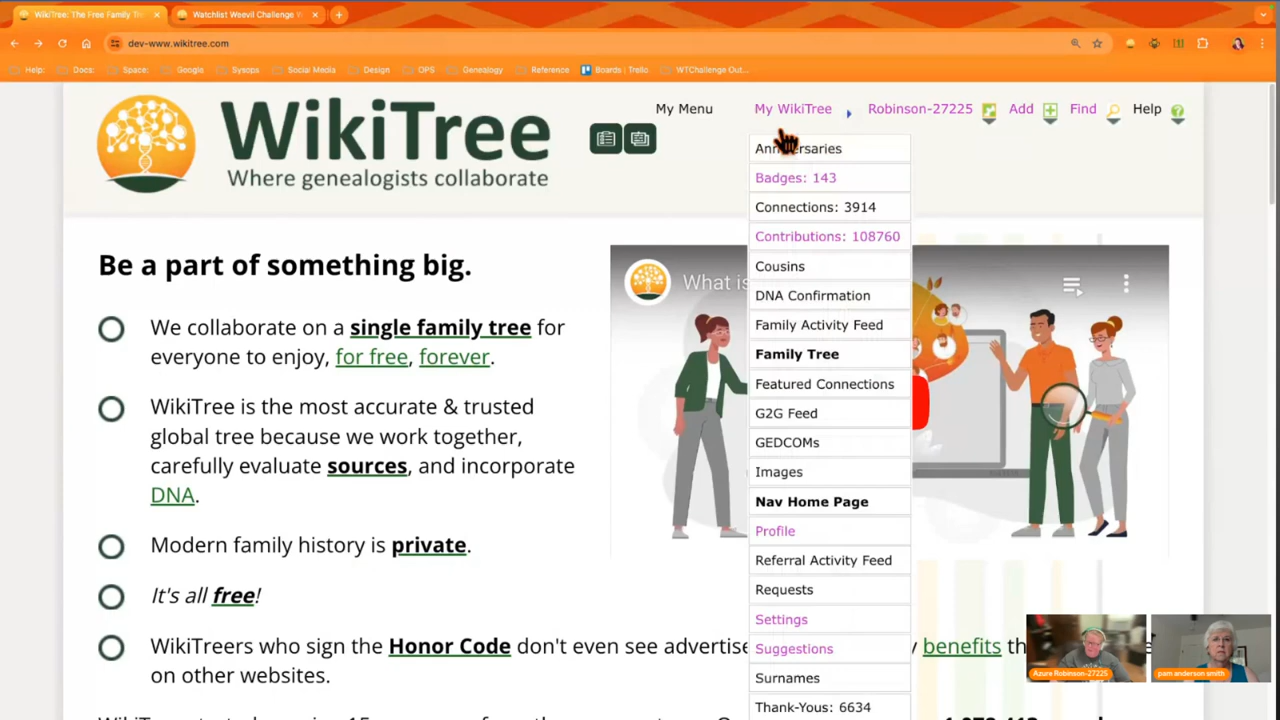 WikiTree: The Free Family Tr
Watchlist Weevil Challenge W
dev-www.wikitree.com
Help:
Docs:
Space:
Google
Sysops
Social Media
Design
OPS
Genealogy
Reference
Boards | Trello
WTChallenge Out...
WikiTree
Where genealogists collaborate
My Menu
My WikiTree
Robinson-27225
Add
Find
Help
?
Anniversaries
Badges: 143
Connections: 3914
Contributions: 108760
Cousins
DNA Confirmation
Family Activity Feed
Family Tree
Featured Connections
G2G Feed
GEDCOMs
Images
Nav Home Page
Profile
Referral Activity Feed
Requests
Settings
Suggestions
Surnames
Thank-Yous: 6634
Be a part of something big.
We collaborate on a single family tree for
everyone to enjoy, for free, forever.
WikiTree is the most accurate & trusted
global tree because we work together,
carefully evaluate sources, and incorporate
DNA.
Modern family history is private.
It's all free!
WikiTreers who sign the Honor Code don't even see advertise
benefits th
on other websites.
What is
Azure Robinson-27225
pam anderson smith